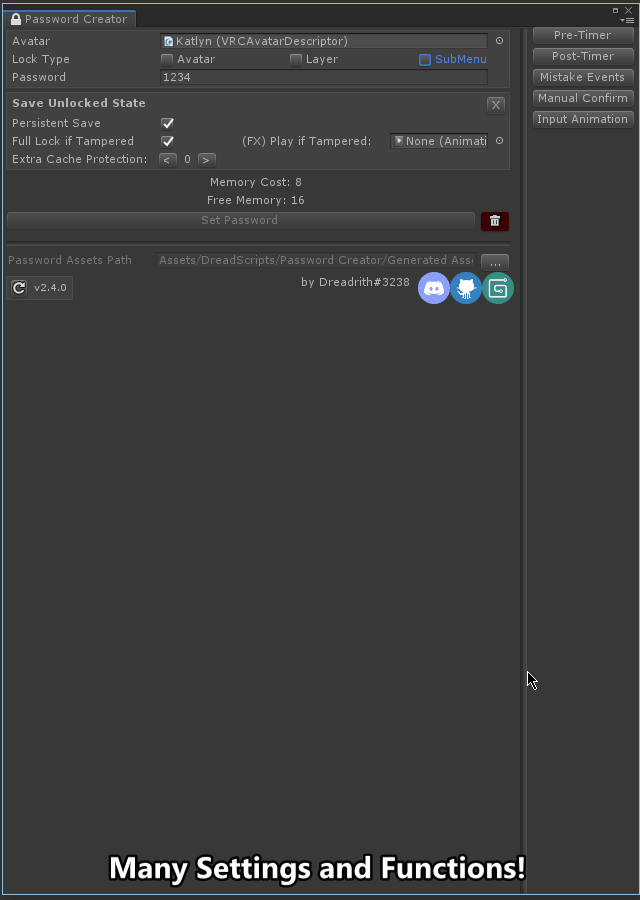 Password Creator
Avatar Katlyn (VRCAvatarDescriptor)
Lock Type Avatar Layer SubMenu
Password 1234
Save Unlocked State X
Persistent Save
Full Lock if Tampered (FX) Play if Tampered: None (Animati
Extra Cache Protection: < 0 >
Memory Cost: 8
Free Memory: 16
Set Password
Password Assets Path Assets/DreadScripts/Password Creator/Generated Ass ...
v2.4.0 by Dreadrith#3238
Pre-Timer
Post-Timer
Mistake Events
Manual Confirm
Input Animation
Many Settings and Functions!